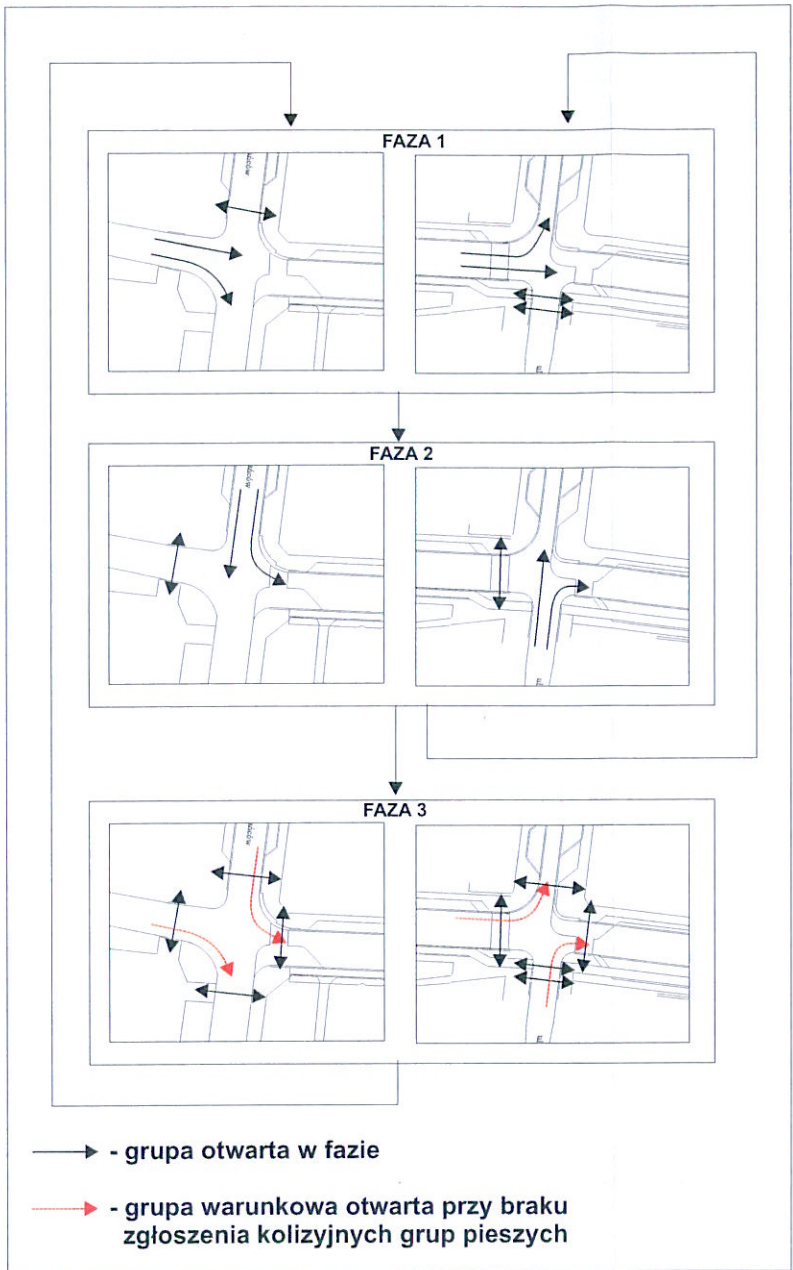 FAZA 1
FAZA 2
FAZA 3
- grupa otwarta w fazie
- grupa warunkowa otwarta przy braku
zgłoszenia kolizyjnych grup pieszych